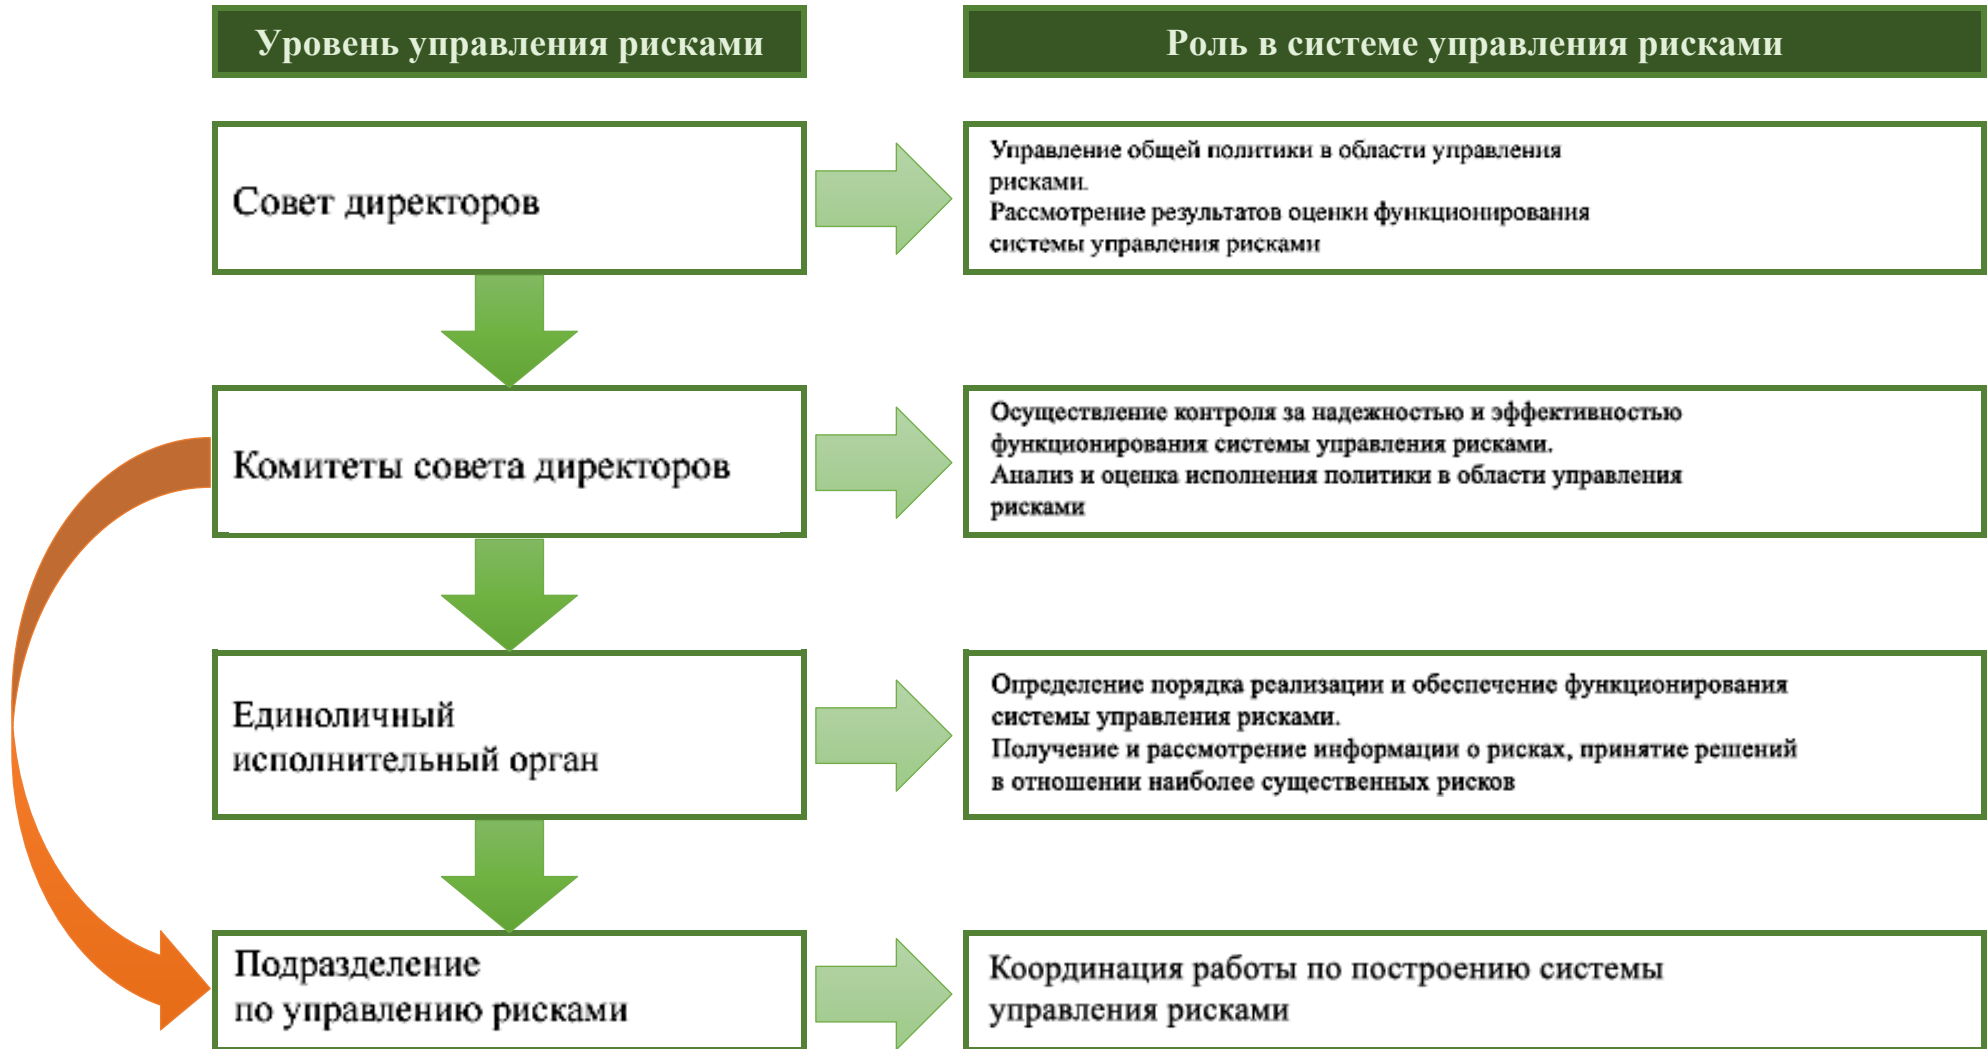 Уровень управления рисками
Роль в системе управления рисками
Совет директоров
Управление общей политики в области управления
рисками.
Рассмотрение результатов оценки функционирования
системы управления рисками
Комитеты совета директоров
Осуществление контроля за надежностью и эффективностью
функционирования системы управления рисками.
Анализ и оценка исполнения политики в области управления
рисками
Единоличный
исполнительный орган
Определение порядка реализации и обеспечение функционирования
системы управления рисками.
Получение и рассмотрение информации о рисках, принятие решений
в отношении наиболее существенных рисков
Подразделение
по управлению рисками
Координация работы по построению системы
управления рисками